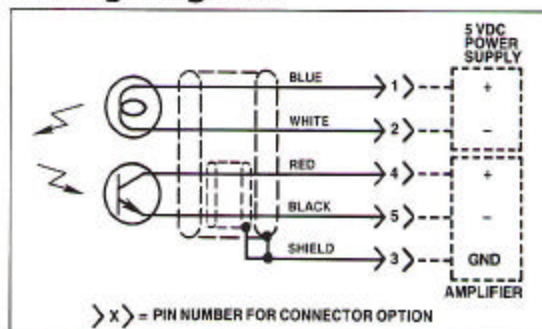 5 VDC
POWER
SUPPLY
BLUE 1 +
WHITE 2 −
RED 4 +
BLACK 5 −
SHIELD 3 GND
AMPLIFIER
X = PIN NUMBER FOR CONNECTOR OPTION